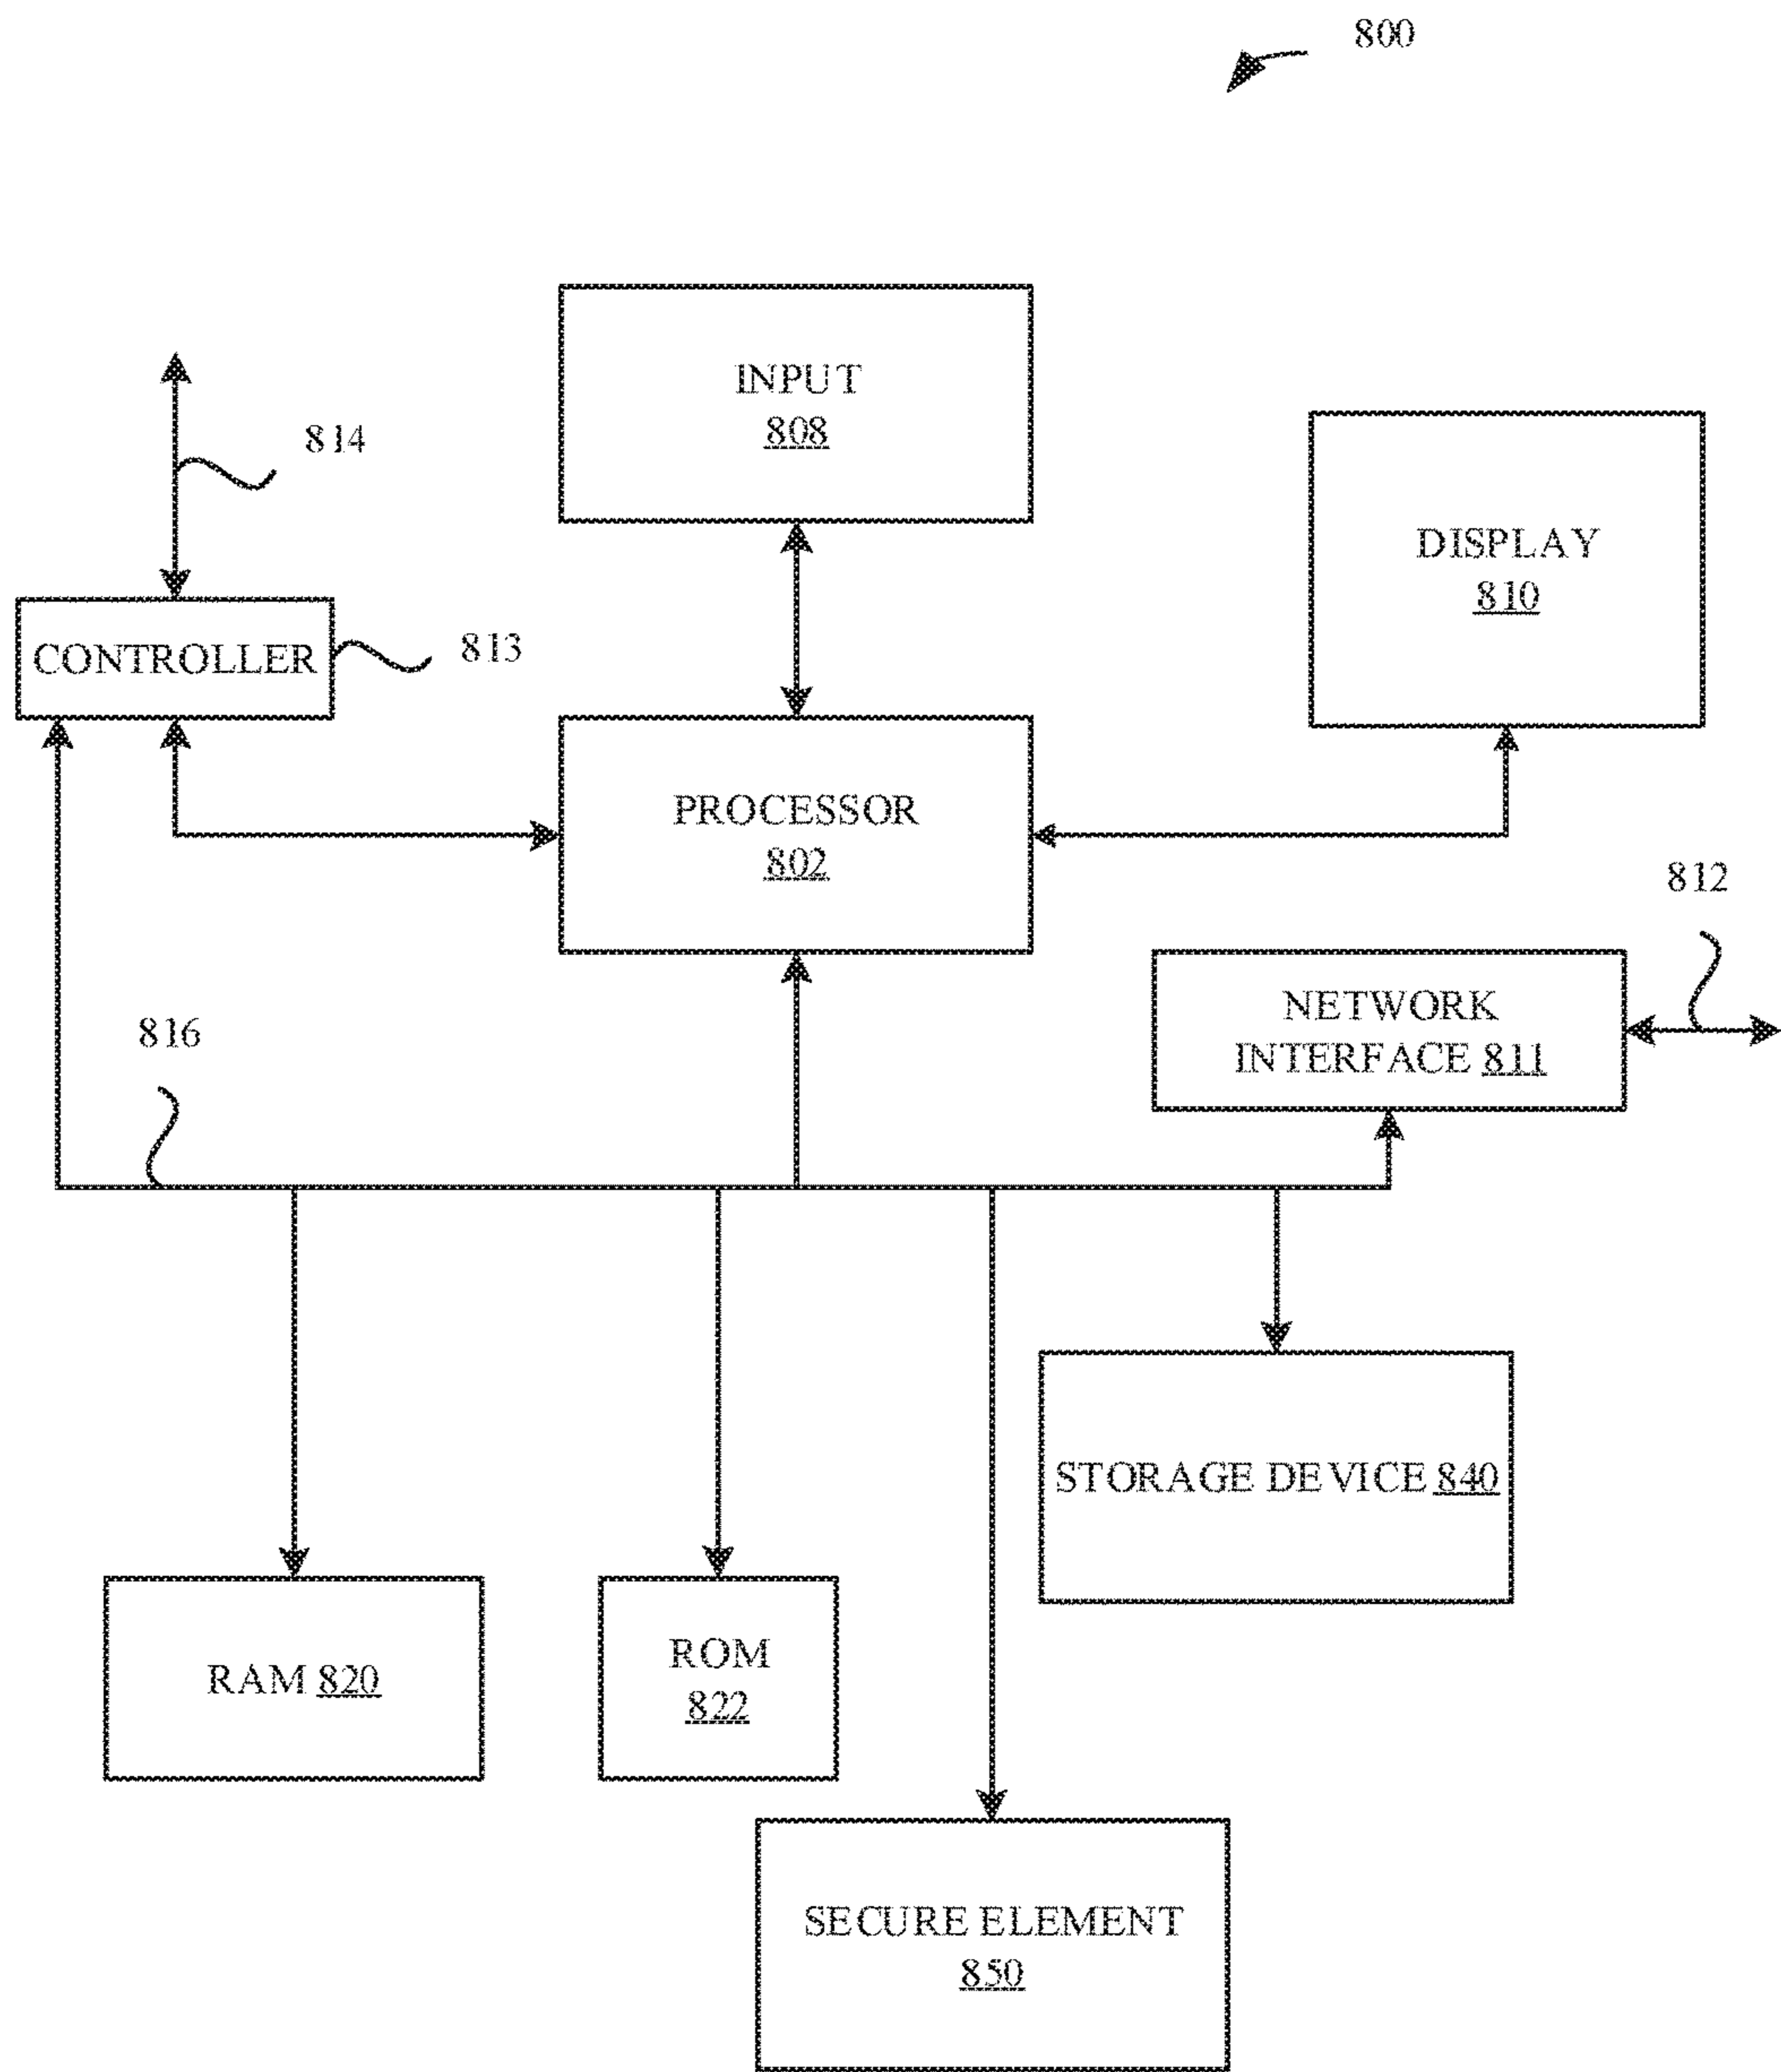 800
INPUT
808
814
DISPLAY
810
CONTROLLER
813
PROCESSOR
802
812
NETWORK
INTERFACE 811
816
STORAGE DEVICE 840
RAM 820
ROM
822
SECURE ELEMENT
850